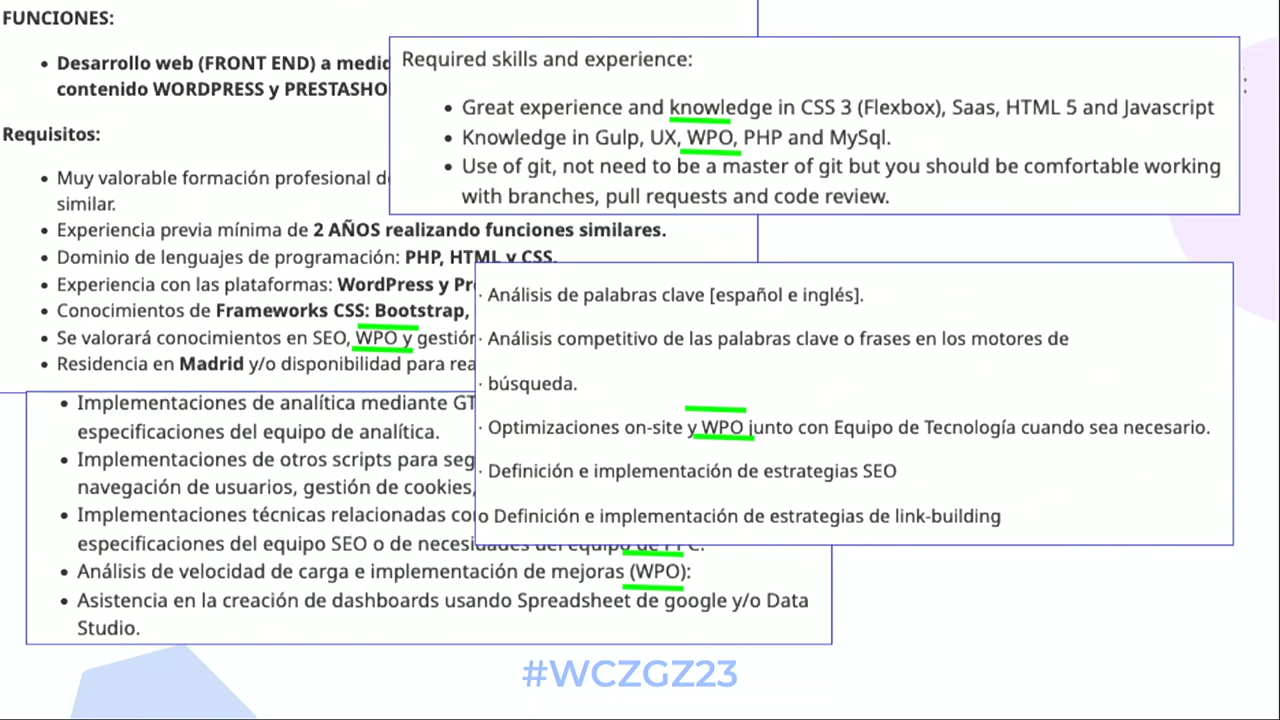 FUNCIONES:
• Desarrollo web (FRONT END) a medid
contenido WORDPRESS y PRESTASHO
Requisitos:
• Muy valorable formación profesional d
similar.
• Experiencia previa mínima de 2 AÑOS realizando funciones similares.
• Dominio de lenguajes de programación: PHP, HTML y CSS.
• Experiencia con las plataformas: WordPress y Pr
• Conocimientos de Frameworks CSS: Bootstrap,
• Se valorará conocimientos en SEO, WPO y gestión
• Residencia en Madrid y/o disponibilidad para rea
Required skills and experience:
• Great experience and knowledge in CSS 3 (Flexbox), Saas, HTML 5 and Javascript
• Knowledge in Gulp, UX, WPO, PHP and MySql.
• Use of git, not need to be a master of git but you should be comfortable working
with branches, pull requests and code review.
· Análisis de palabras clave [español e inglés].
· Análisis competitivo de las palabras clave o frases en los motores de
· búsqueda.
· Optimizaciones on-site y WPO junto con Equipo de Tecnología cuando sea necesario.
· Definición e implementación de estrategias SEO
o Definición e implementación de estrategias de link-building
• Implementaciones de analítica mediante GT
especificaciones del equipo de analítica.
• Implementaciones de otros scripts para seg
navegación de usuarios, gestión de cookies,
• Implementaciones técnicas relacionadas co
especificaciones del equipo SEO o de necesidades del equipo de PPC.
• Análisis de velocidad de carga e implementación de mejoras (WPO):
• Asistencia en la creación de dashboards usando Spreadsheet de google y/o Data
Studio.
#WCZGZ23